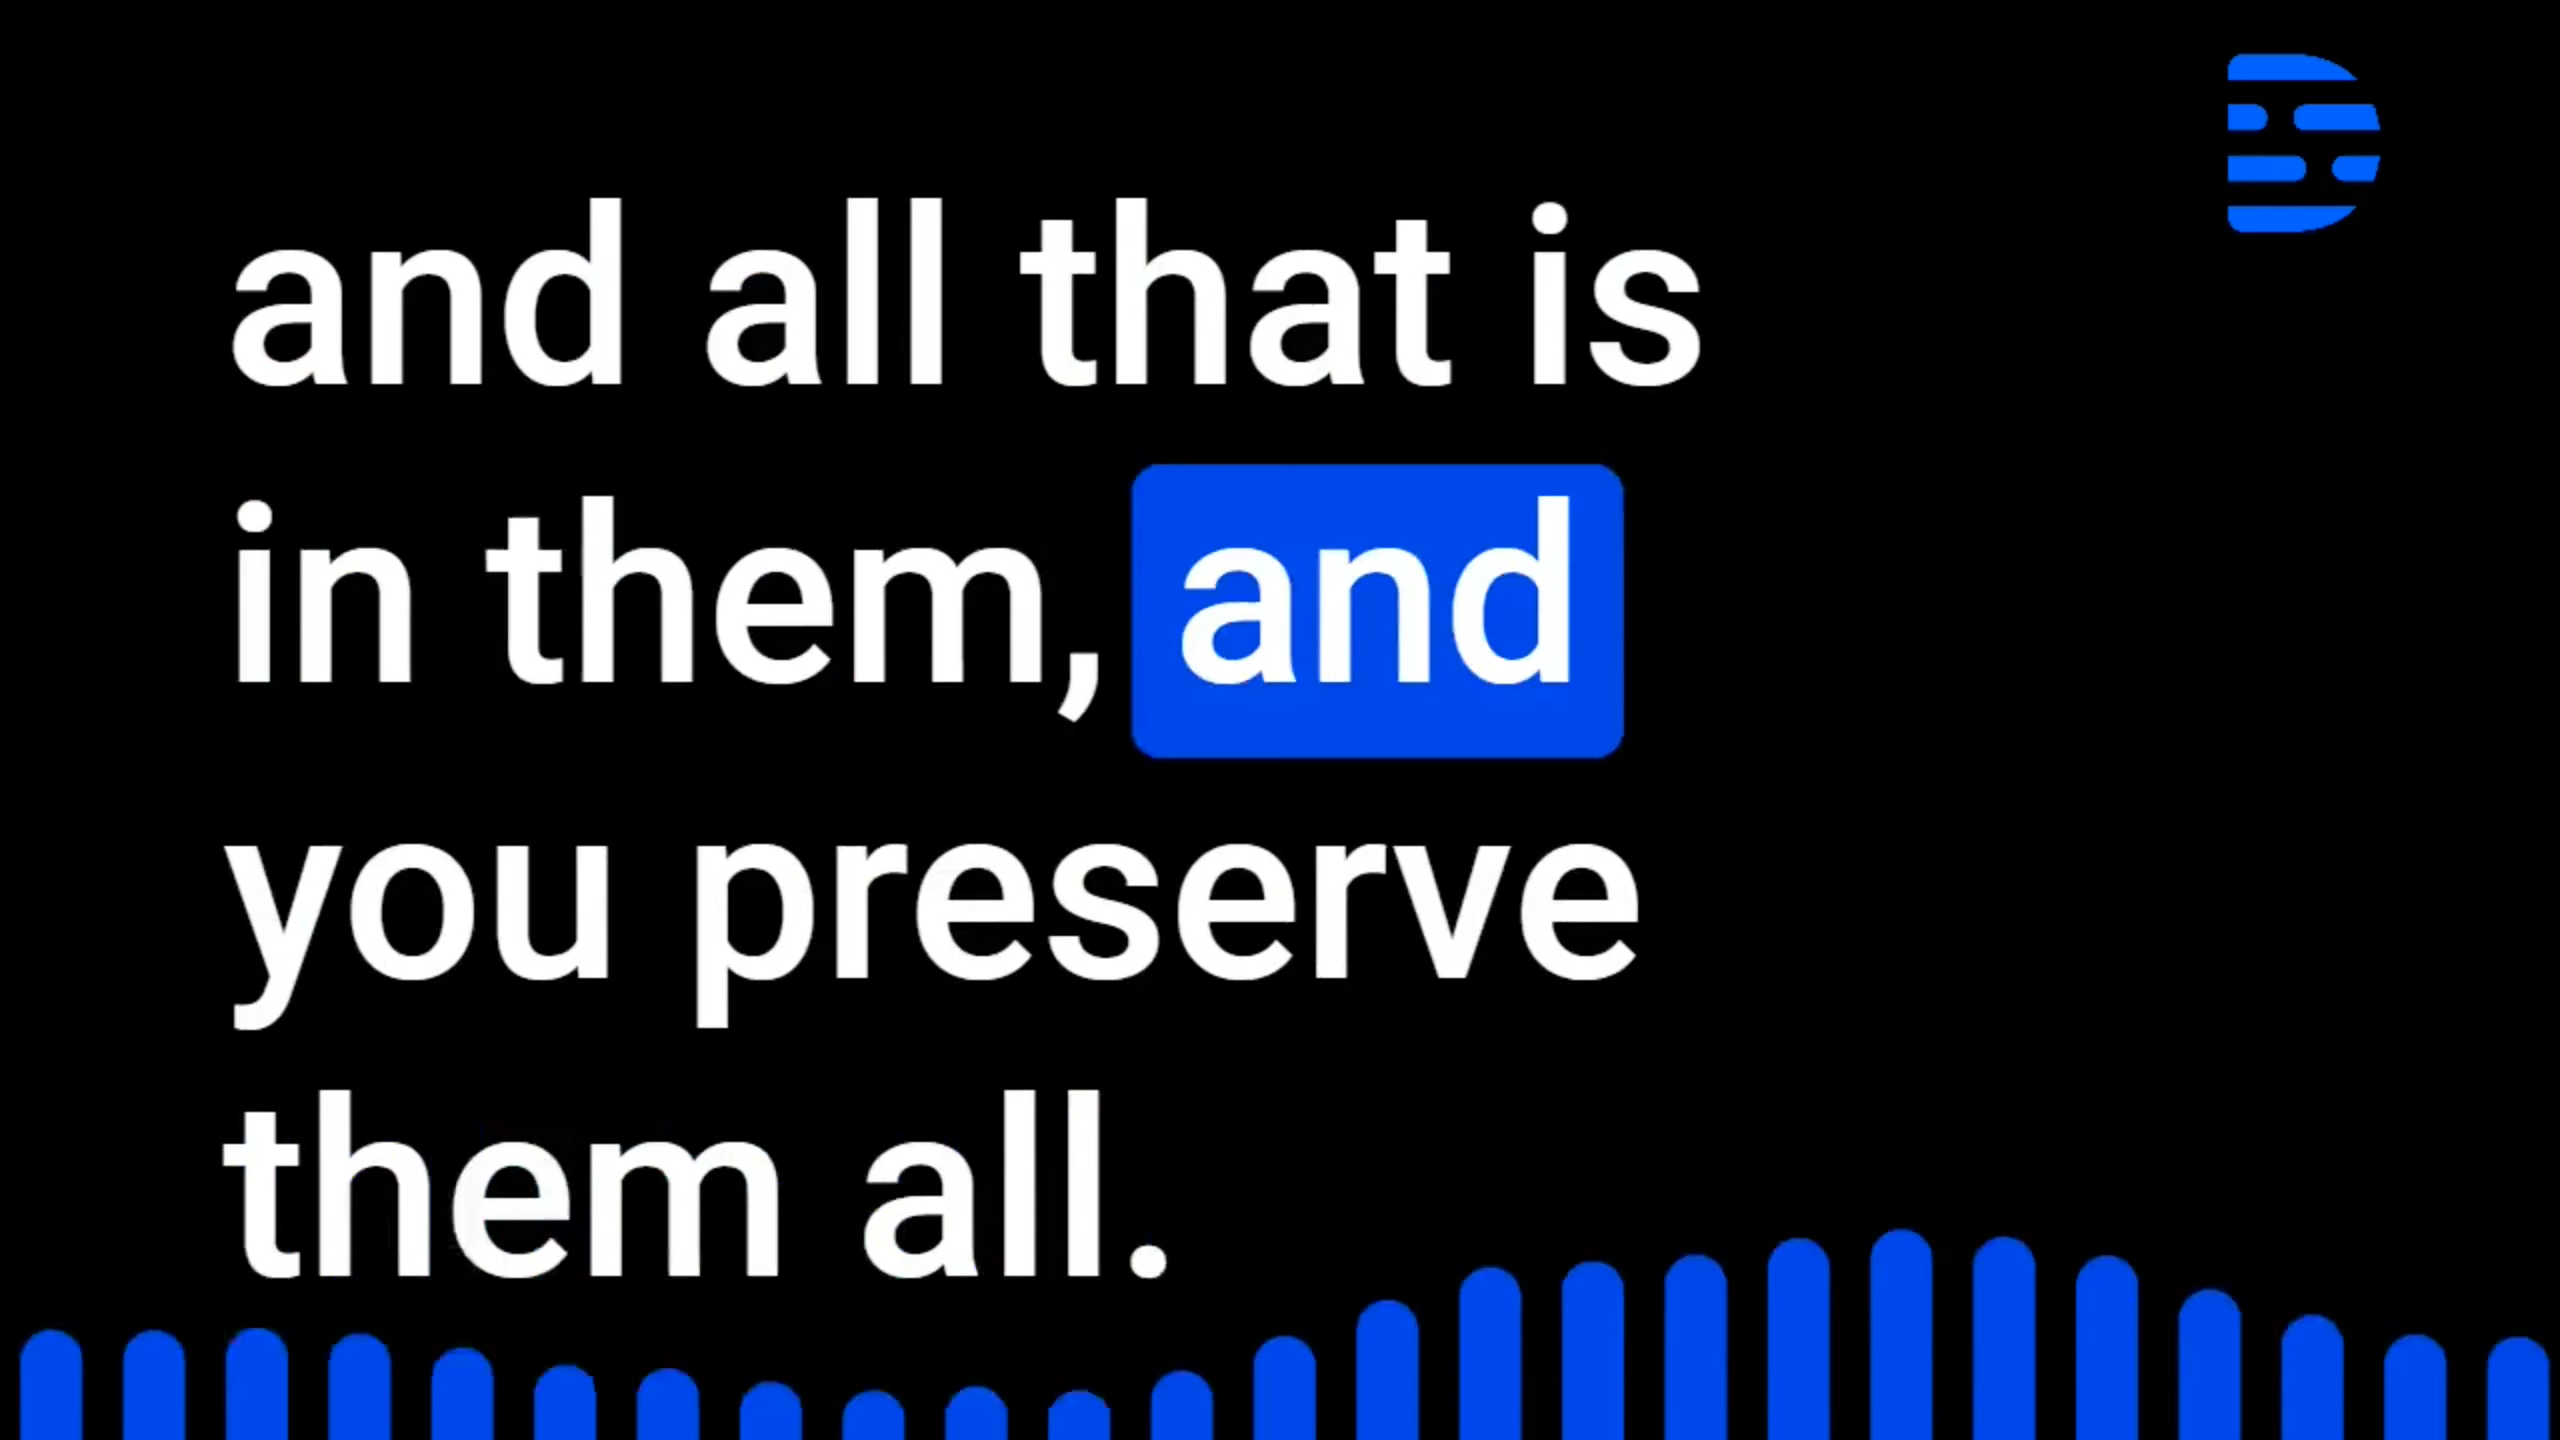 and all that is
in them, and
you preserve
them all.